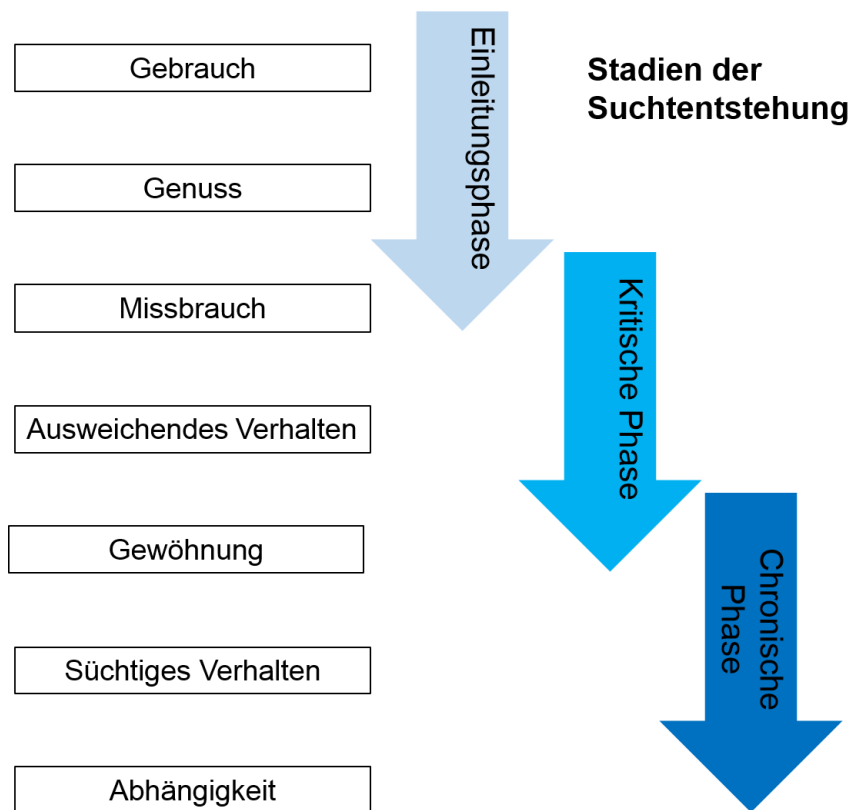 Stadien der
Suchtentstehung
Gebrauch
Genuss
Missbrauch
Ausweichendes Verhalten
Gewöhnung
Süchtiges Verhalten
Abhängigkeit
Einleitungsphase
Kritische Phase
Chronische
Phase